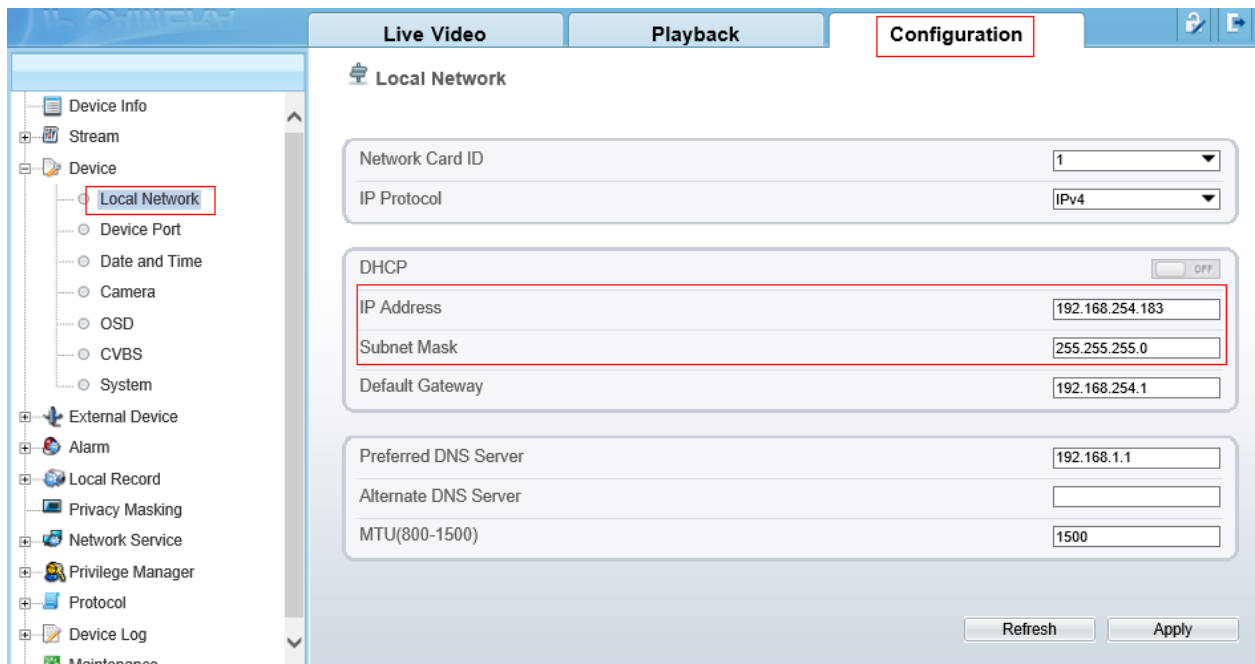 IP CAMERA
Live Video
Playback
Configuration
Local Network
Device Info
Stream
Device
Local Network
Device Port
Date and Time
Camera
OSD
CVBS
System
External Device
Alarm
Local Record
Privacy Masking
Network Service
Privilege Manager
Protocol
Device Log
Maintenance
Network Card ID 1
IP Protocol IPv4
DHCP OFF
IP Address 192.168.254.183
Subnet Mask 255.255.255.0
Default Gateway 192.168.254.1
Preferred DNS Server 192.168.1.1
Alternate DNS Server
MTU(800-1500) 1500
Refresh Apply